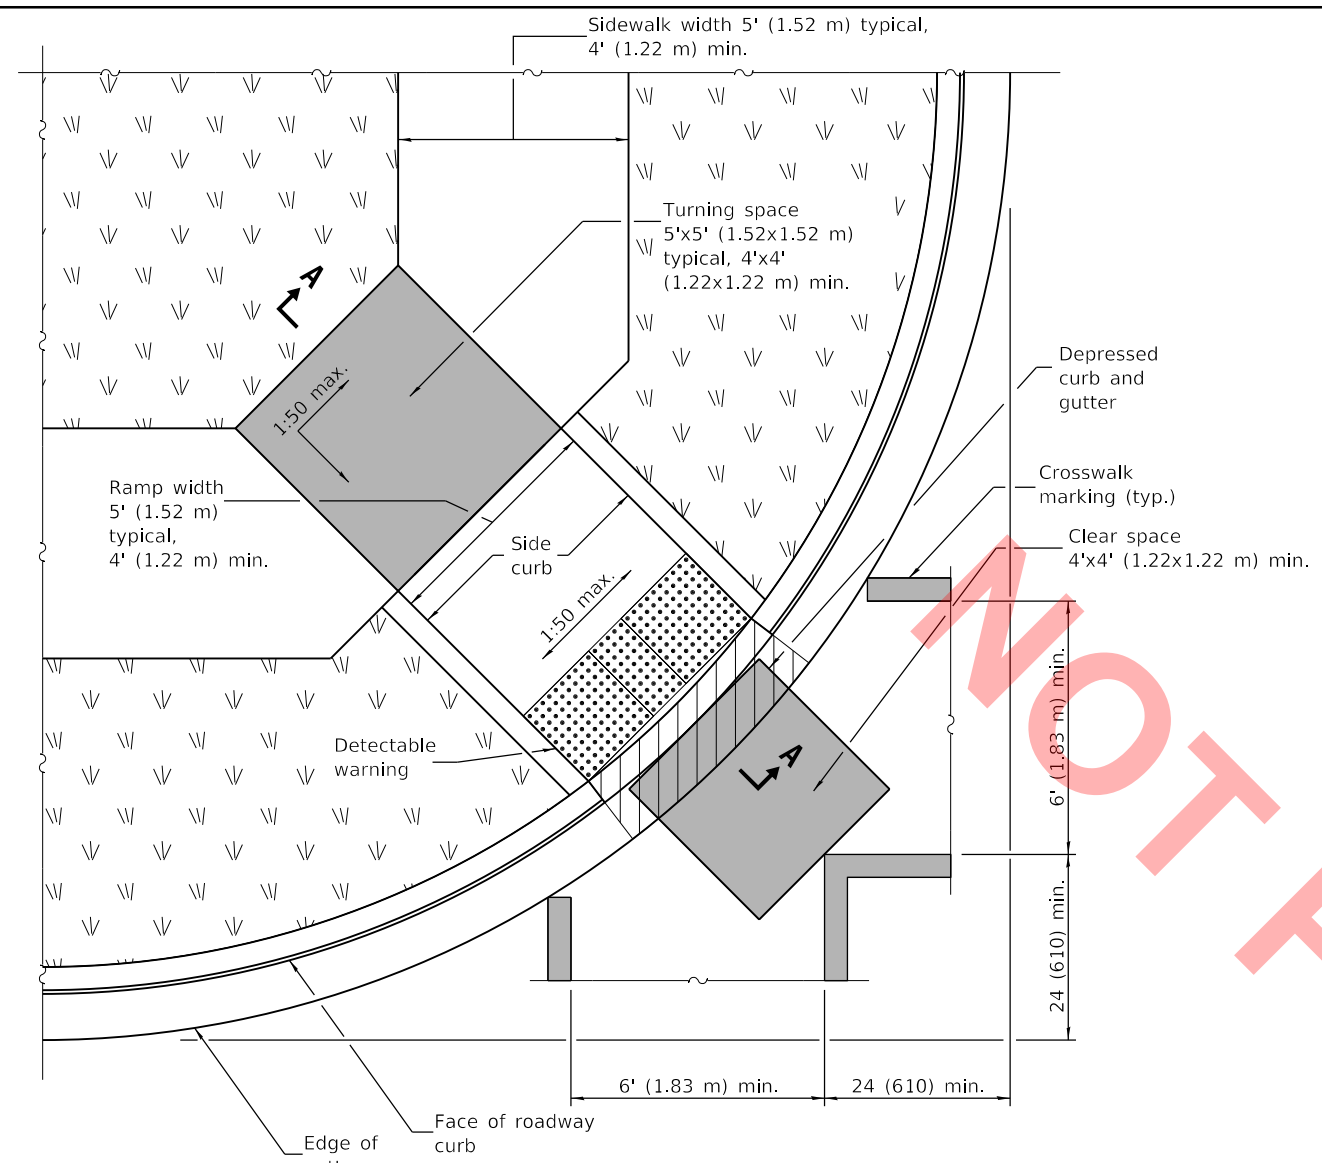 Sidewalk width 5' (1.52 m) typical,
4' (1.22 m) min.
Turning space
5'x5' (1.52x1.52 m)
typical, 4'x4'
(1.22x1.22 m) min.
A
1:50 max.
Depressed
curb and
gutter
Crosswalk
marking (typ.)
Clear space
4'x4' (1.22x1.22 m) min.
Ramp width
5' (1.52 m)
typical,
4' (1.22 m) min.
Side
curb
1:50 max.
NOT
6' (1.83 m) min.
Detectable
warning
A
24 (610) min.
6' (1.83 m) min.
24 (610) min.
Face of roadway
curb
Edge of